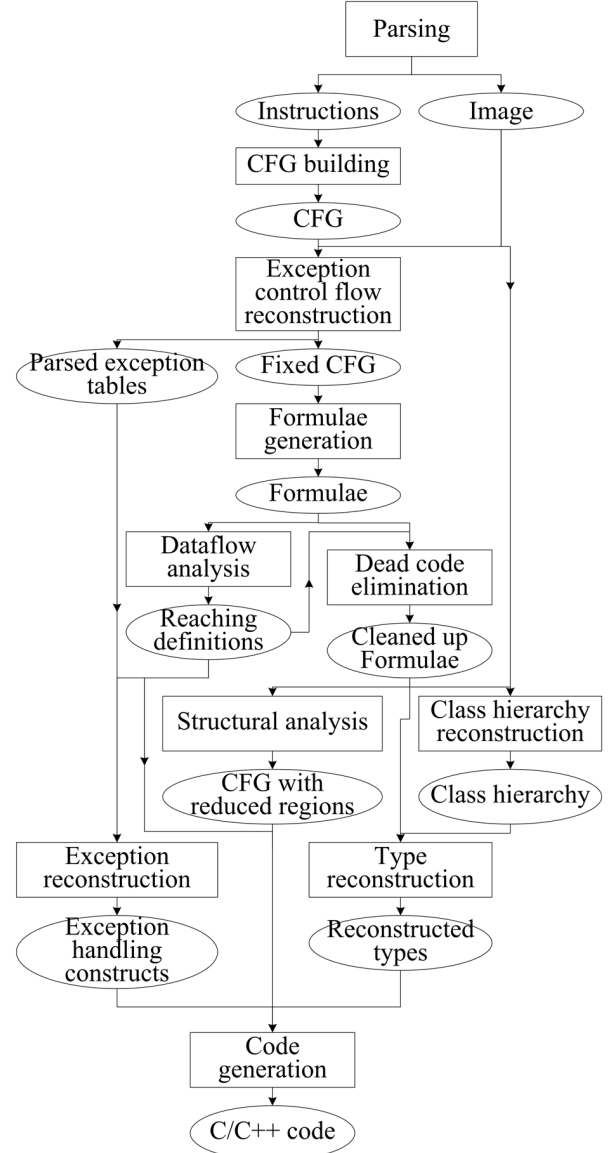 Parsing
Instructions
Image
CFG building
CFG
Exception
control flow
reconstruction
Parsed exception
tables
Fixed CFG
Formulae
generation
Formulae
Dataflow
analysis
Dead code
elimination
Reaching
definitions
Cleaned up
Formulae
Structural analysis
Class hierarchy
reconstruction
CFG with
reduced regions
Class hierarchy
Exception
reconstruction
Type
reconstruction
Exception
handling
constructs
Reconstructed
types
Code
generation
C/C++ code